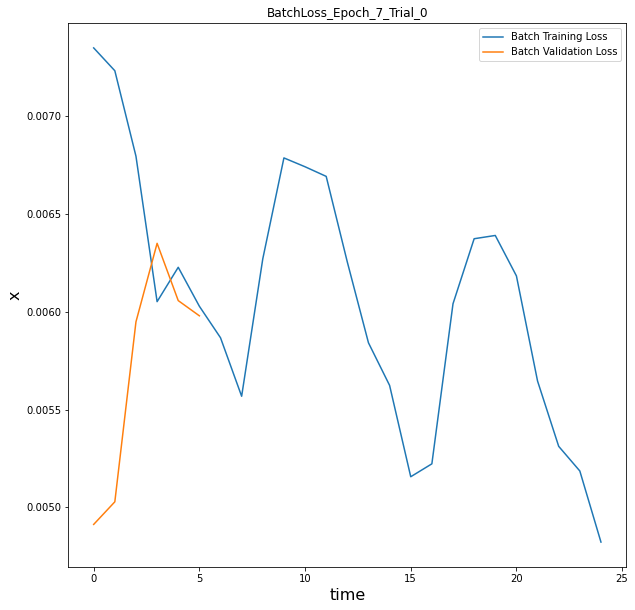 BatchLoss_Epoch_7_Trial_0
Batch Training Loss
Batch Validation Loss
0.0070
0.0065
0.0060
0.0055
0.0050
x
0 5 10 15 20 25
time